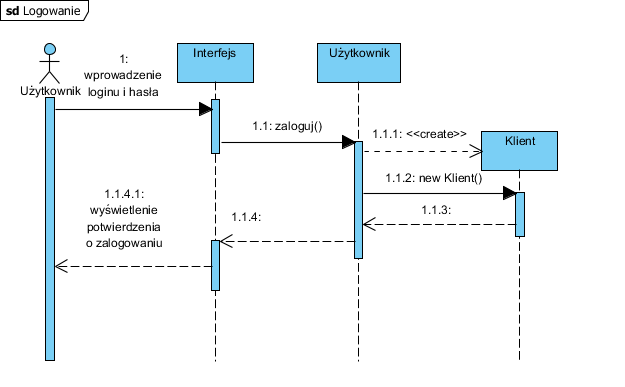 sd Logowanie
Użytkownik
Interfejs
Użytkownik
Klient
1:
wprowadzenie
loginu i hasła
1.1: zaloguj()
1.1.1: <<create>>
1.1.2: new Klient()
1.1.3:
1.1.4:
1.1.4.1:
wyświetlenie
potwierdzenia
o zalogowaniu